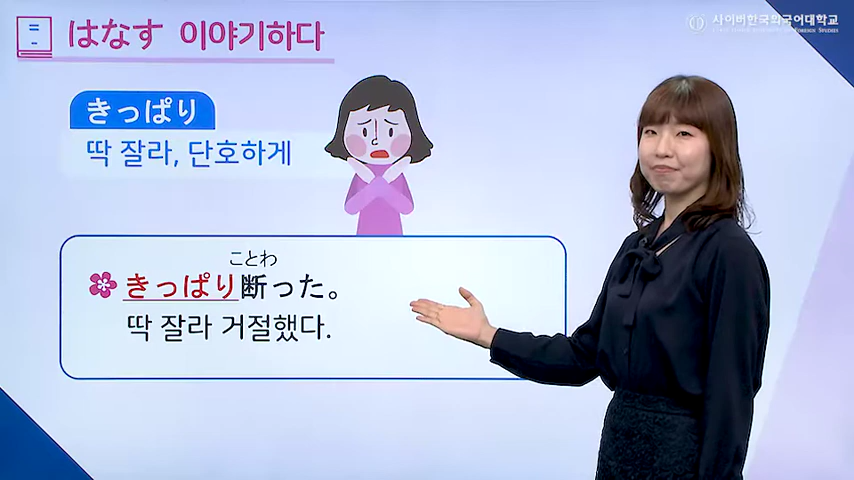 はなす 이야기하다
사이버한국외국어대학교
きっぱり
딱 잘라, 단호하게
ことわ
きっぱり断った。
딱 잘라 거절했다.